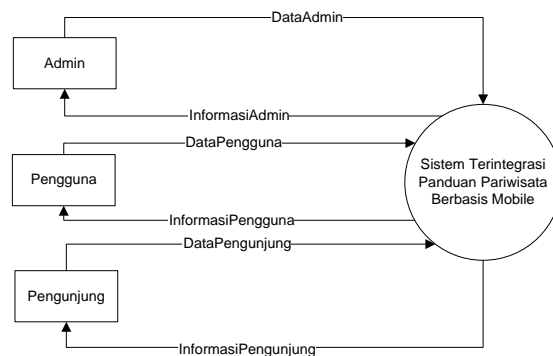 DataAdmin
Admin
InformasiAdmin
DataPengguna
Pengguna
Sistem Terintegrasi
Panduan Pariwisata
Berbasis Mobile
InformasiPengguna
DataPengunjung
Pengunjung
InformasiPengunjung